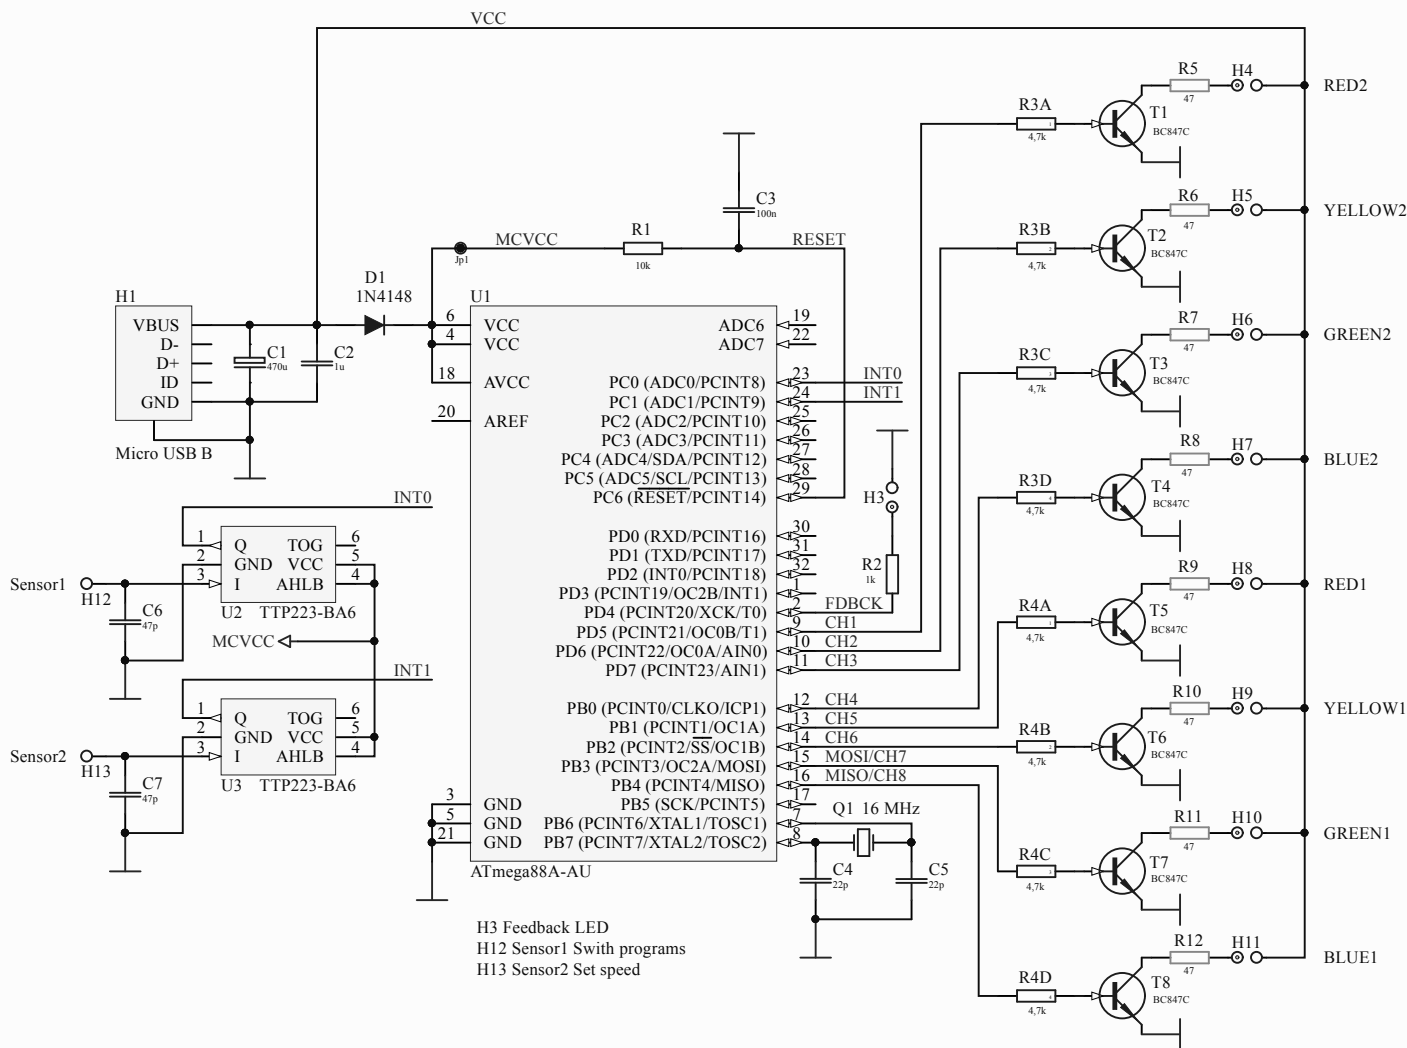 VCC
R5
47
H4
RED2
R3A
4,7k
T1
BC847C
R6
47
H5
YELLOW2
R3B
4,7k
T2
BC847C
R7
47
H6
GREEN2
R3C
4,7k
T3
BC847C
R8
47
H7
BLUE2
R3D
4,7k
T4
BC847C
R9
47
H8
RED1
R4A
4,7k
T5
BC847C
R10
47
H9
YELLOW1
R4B
4,7k
T6
BC847C
R11
47
H10
GREEN1
R4C
4,7k
T7
BC847C
R12
47
H11
BLUE1
R4D
4,7k
T8
BC847C
C3
100n
MCVCC
R1
10k
RESET
Jp1
D1
1N4148
H1
VBUS
D-
D+
ID
GND
Micro USB B
C1
470u
C2
1u
U1
6 VCC
4 VCC
18 AVCC
20 AREF
3 GND
5 GND
21 GND
ADC6 19
ADC7 22
PC0 (ADC0/PCINT8) 23 INT0
PC1 (ADC1/PCINT9) 24 INT1
PC2 (ADC2/PCINT10) 25
PC3 (ADC3/PCINT11) 26
PC4 (ADC4/SDA/PCINT12) 27
PC5 (ADC5/SCL/PCINT13) 28
PC6 (RESET/PCINT14) 29
PD0 (RXD/PCINT16) 30
PD1 (TXD/PCINT17) 31
PD2 (INT0/PCINT18) 32
PD3 (PCINT19/OC2B/INT1) 1
PD4 (PCINT20/XCK/T0) 2 FDBCK
PD5 (PCINT21/OC0B/T1) 9 CH1
PD6 (PCINT22/OC0A/AIN0) 10 CH2
PD7 (PCINT23/AIN1) 11 CH3
PB0 (PCINT0/CLKO/ICP1) 12 CH4
PB1 (PCINT1/OC1A) 13 CH5
PB2 (PCINT2/SS/OC1B) 14 CH6
PB3 (PCINT3/OC2A/MOSI) 15 MOSI/CH7
PB4 (PCINT4/MISO) 16 MISO/CH8
PB5 (SCK/PCINT5) 17
PB6 (PCINT6/XTAL1/TOSC1) 7
PB7 (PCINT7/XTAL2/TOSC2) 8
ATmega88A-AU
H3
R2
1k
Q1 16 MHz
C4
22p
C5
22p
INT0
1 Q TOG 6
2 GND VCC 5
3 I AHLB 4
U2 TTP223-BA6
Sensor1
H12
C6
47p
MCVCC
INT1
1 Q TOG 6
2 GND VCC 5
3 I AHLB 4
U3 TTP223-BA6
Sensor2
H13
C7
47p
H3 Feedback LED
H12 Sensor1 Swith programs
H13 Sensor2 Set speed